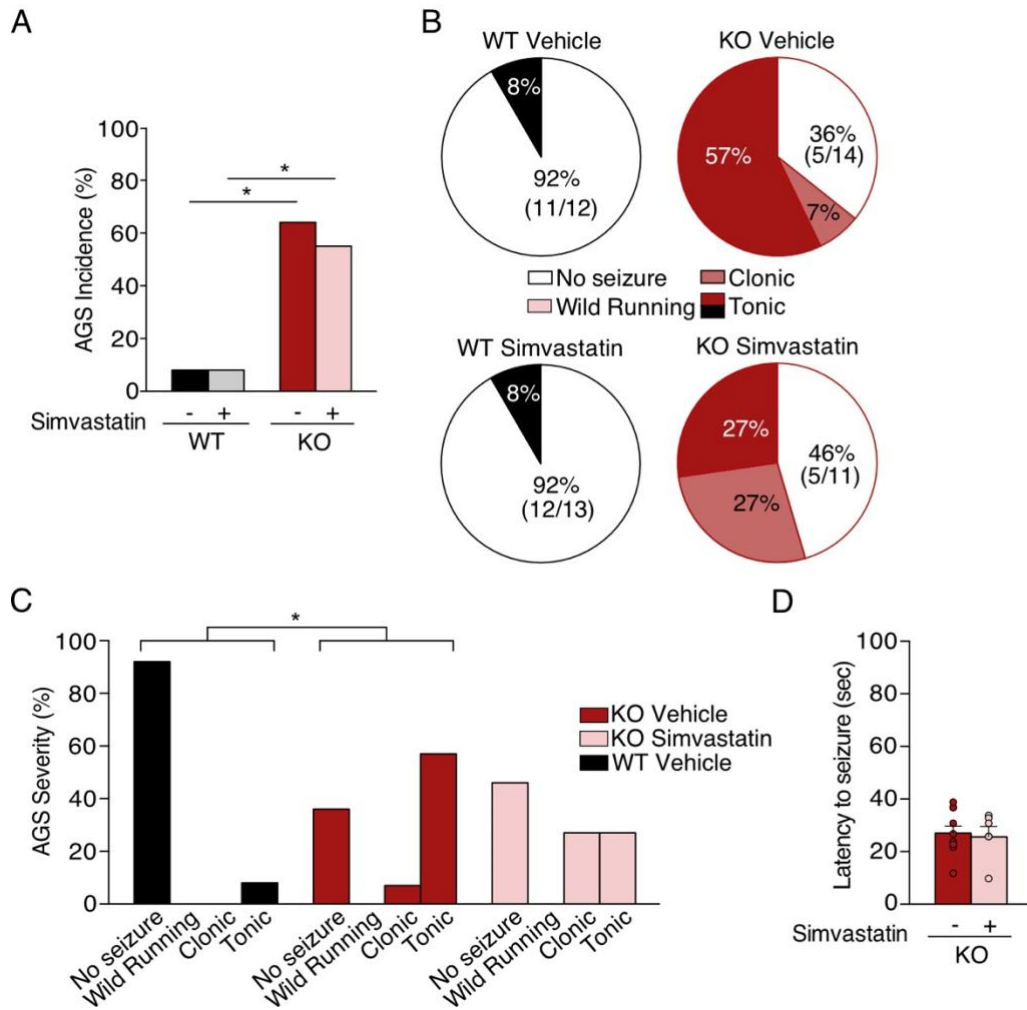 A
AGS Incidence (%)
100
80
60
40
20
0
*
*
Simvastatin - + - +
WT KO
B
WT Vehicle
8%
92%
(11/12)
KO Vehicle
57%
36%
(5/14)
7%
No seizure
Wild Running
Clonic
Tonic
WT Simvastatin
8%
92%
(12/13)
KO Simvastatin
27%
46%
(5/11)
27%
C
AGS Severity (%)
100
80
60
40
20
0
*
KO Vehicle
KO Simvastatin
WT Vehicle
No seizure
Wild Running
Clonic
Tonic
No seizure
Wild Running
Clonic
Tonic
No seizure
Wild Running
Clonic
Tonic
D
Latency to seizure (sec)
100
80
60
40
20
0
Simvastatin - +
KO